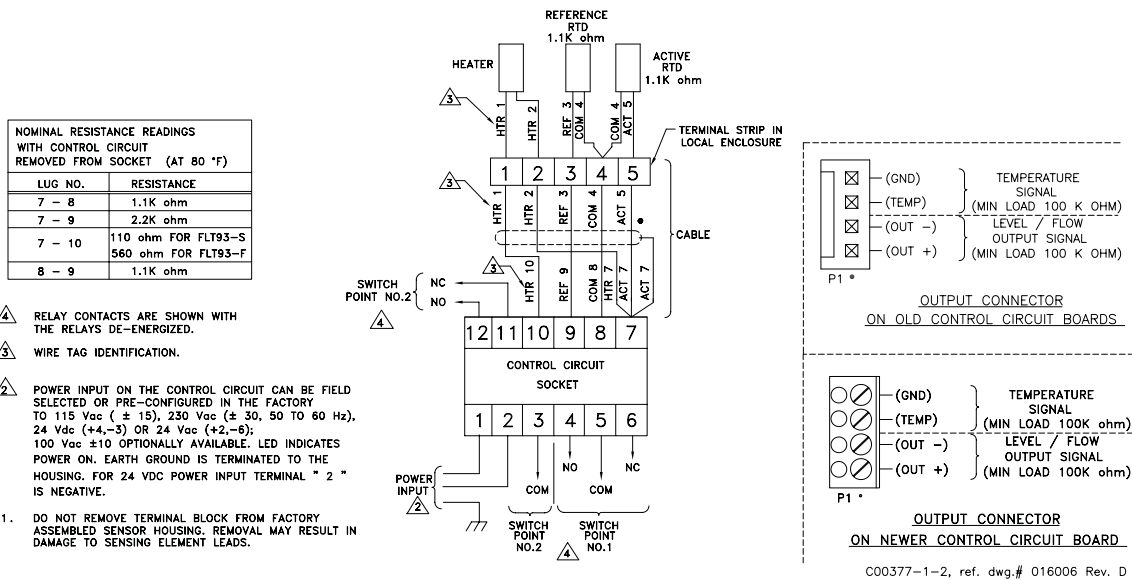 REFERENCE
RTD
1.1K ohm
HEATER
ACTIVE
RTD
1.1K ohm
3
HTR 1
HTR 2
REF 3
COM 4
COM 4
ACT 5
TERMINAL STRIP IN
LOCAL ENCLOSURE
1 2 3 4 5
3
HTR 1
HTR 2
REF 3
COM 4
ACT 5
CABLE
3
HTR 10
REF 9
COM 8
HTR 7
ACT 7
ACT 7
SWITCH
POINT NO.2
NC
NO
4
12 11 10 9 8 7
CONTROL CIRCUIT
SOCKET
1 2 3 4 5 6
POWER
INPUT
2
COM
NO
COM
NC
SWITCH
POINT
NO.2
4
SWITCH
POINT
NO.1
NOMINAL RESISTANCE READINGS
WITH CONTROL CIRCUIT
REMOVED FROM SOCKET (AT 80 °F)
LUG NO. RESISTANCE
7 - 8 1.1K ohm
7 - 9 2.2K ohm
7 - 10 110 ohm FOR FLT93-S
560 ohm FOR FLT93-F
8 - 9 1.1K ohm
4 RELAY CONTACTS ARE SHOWN WITH
THE RELAYS DE-ENERGIZED.
3 WIRE TAG IDENTIFICATION.
2 POWER INPUT ON THE CONTROL CIRCUIT CAN BE FIELD
SELECTED OR PRE-CONFIGURED IN THE FACTORY
TO 115 Vac ( ± 15), 230 Vac (± 30, 50 TO 60 Hz),
24 Vdc (+4,-3) OR 24 Vac (+2,-6);
100 Vac ±10 OPTIONALLY AVAILABLE. LED INDICATES
POWER ON. EARTH GROUND IS TERMINATED TO THE
HOUSING. FOR 24 VDC POWER INPUT TERMINAL " 2 "
IS NEGATIVE.
1. DO NOT REMOVE TERMINAL BLOCK FROM FACTORY
ASSEMBLED SENSOR HOUSING. REMOVAL MAY RESULT IN
DAMAGE TO SENSING ELEMENT LEADS.
(GND)
(TEMP)
(OUT -)
(OUT +)
TEMPERATURE
SIGNAL
(MIN LOAD 100 K OHM)
LEVEL / FLOW
OUTPUT SIGNAL
(MIN LOAD 100 K OHM)
P1 *
OUTPUT CONNECTOR
ON OLD CONTROL CIRCUIT BOARDS
(GND)
(TEMP)
(OUT -)
(OUT +)
TEMPERATURE
SIGNAL
(MIN LOAD 100K ohm)
LEVEL / FLOW
OUTPUT SIGNAL
(MIN LOAD 100K ohm)
P1 *
OUTPUT CONNECTOR
ON NEWER CONTROL CIRCUIT BOARD
C00377-1-2, ref. dwg.# 016006 Rev. D